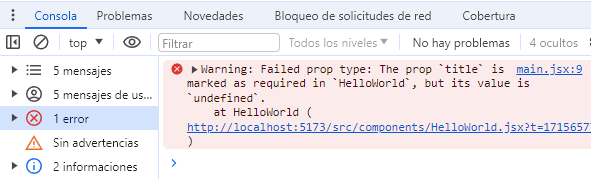 Consola Problemas Novedades Bloqueo de solicitudes de red Cobertura
top Filtrar Todos los niveles No hay problemas 4 ocultos
5 mensajes
5 mensajes de us...
1 error
Sin advertencias
2 informaciones
Warning: Failed prop type: The prop `title` is main.jsx:9
marked as required in `HelloWorld`, but its value is
`undefined`.
at HelloWorld (
http://localhost:5173/src/components/HelloWorld.jsx?t=1715657
)